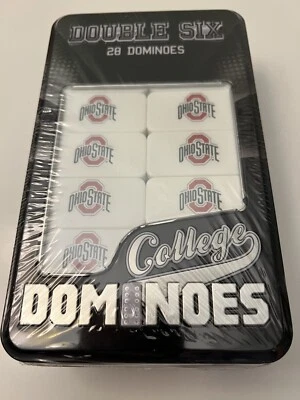 DOUBLE SIX
28 DOMINOES
OHIO STATE OHIO STATE
OHIO STATE OHIO STATE
OHIO STATE OHIO STATE
OHIO STATE
College
DOMINOES